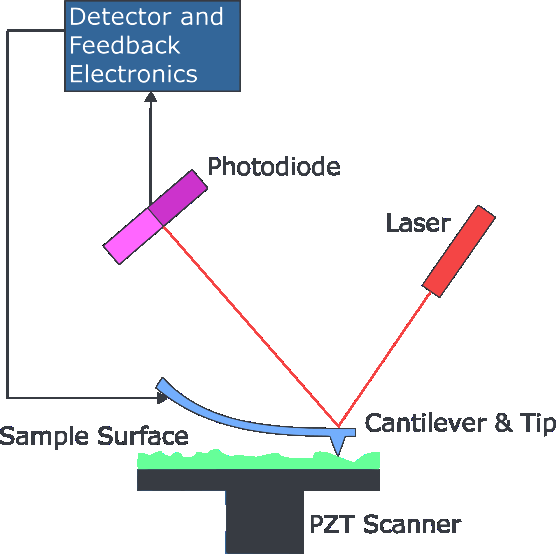 Detector and
Feedback
Electronics
Photodiode
Laser
Cantilever & Tip
Sample Surface
PZT Scanner